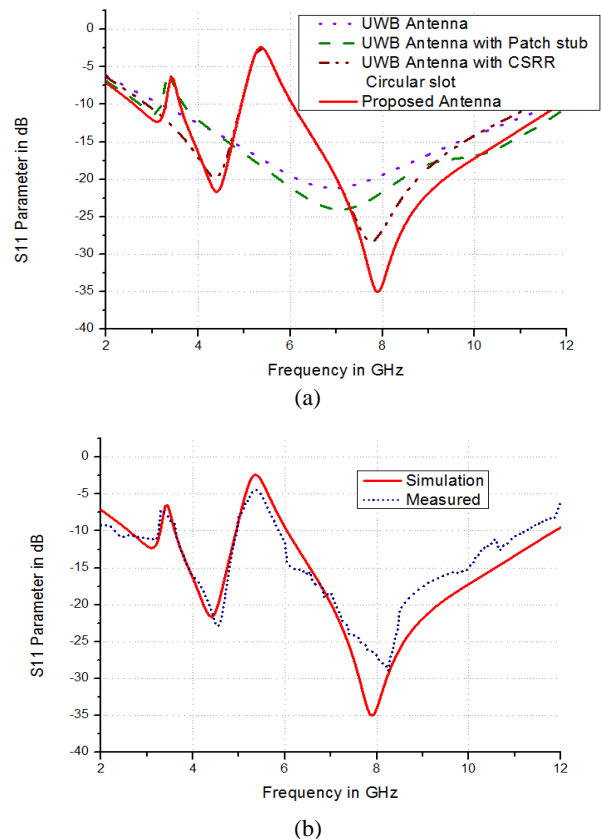 0
-5
-10
-15
-20
-25
-30
-35
-40
S11 Parameter in dB
UWB Antenna
UWB Antenna with Patch stub
UWB Antenna with CSRR
Circular slot
Proposed Antenna
2 4 6 8 10 12
Frequency in GHz
(a)
0
-5
-10
-15
-20
-25
-30
-35
-40
S11 Parameter in dB
Simulation
Measured
2 4 6 8 10 12
Frequency in GHz
(b)